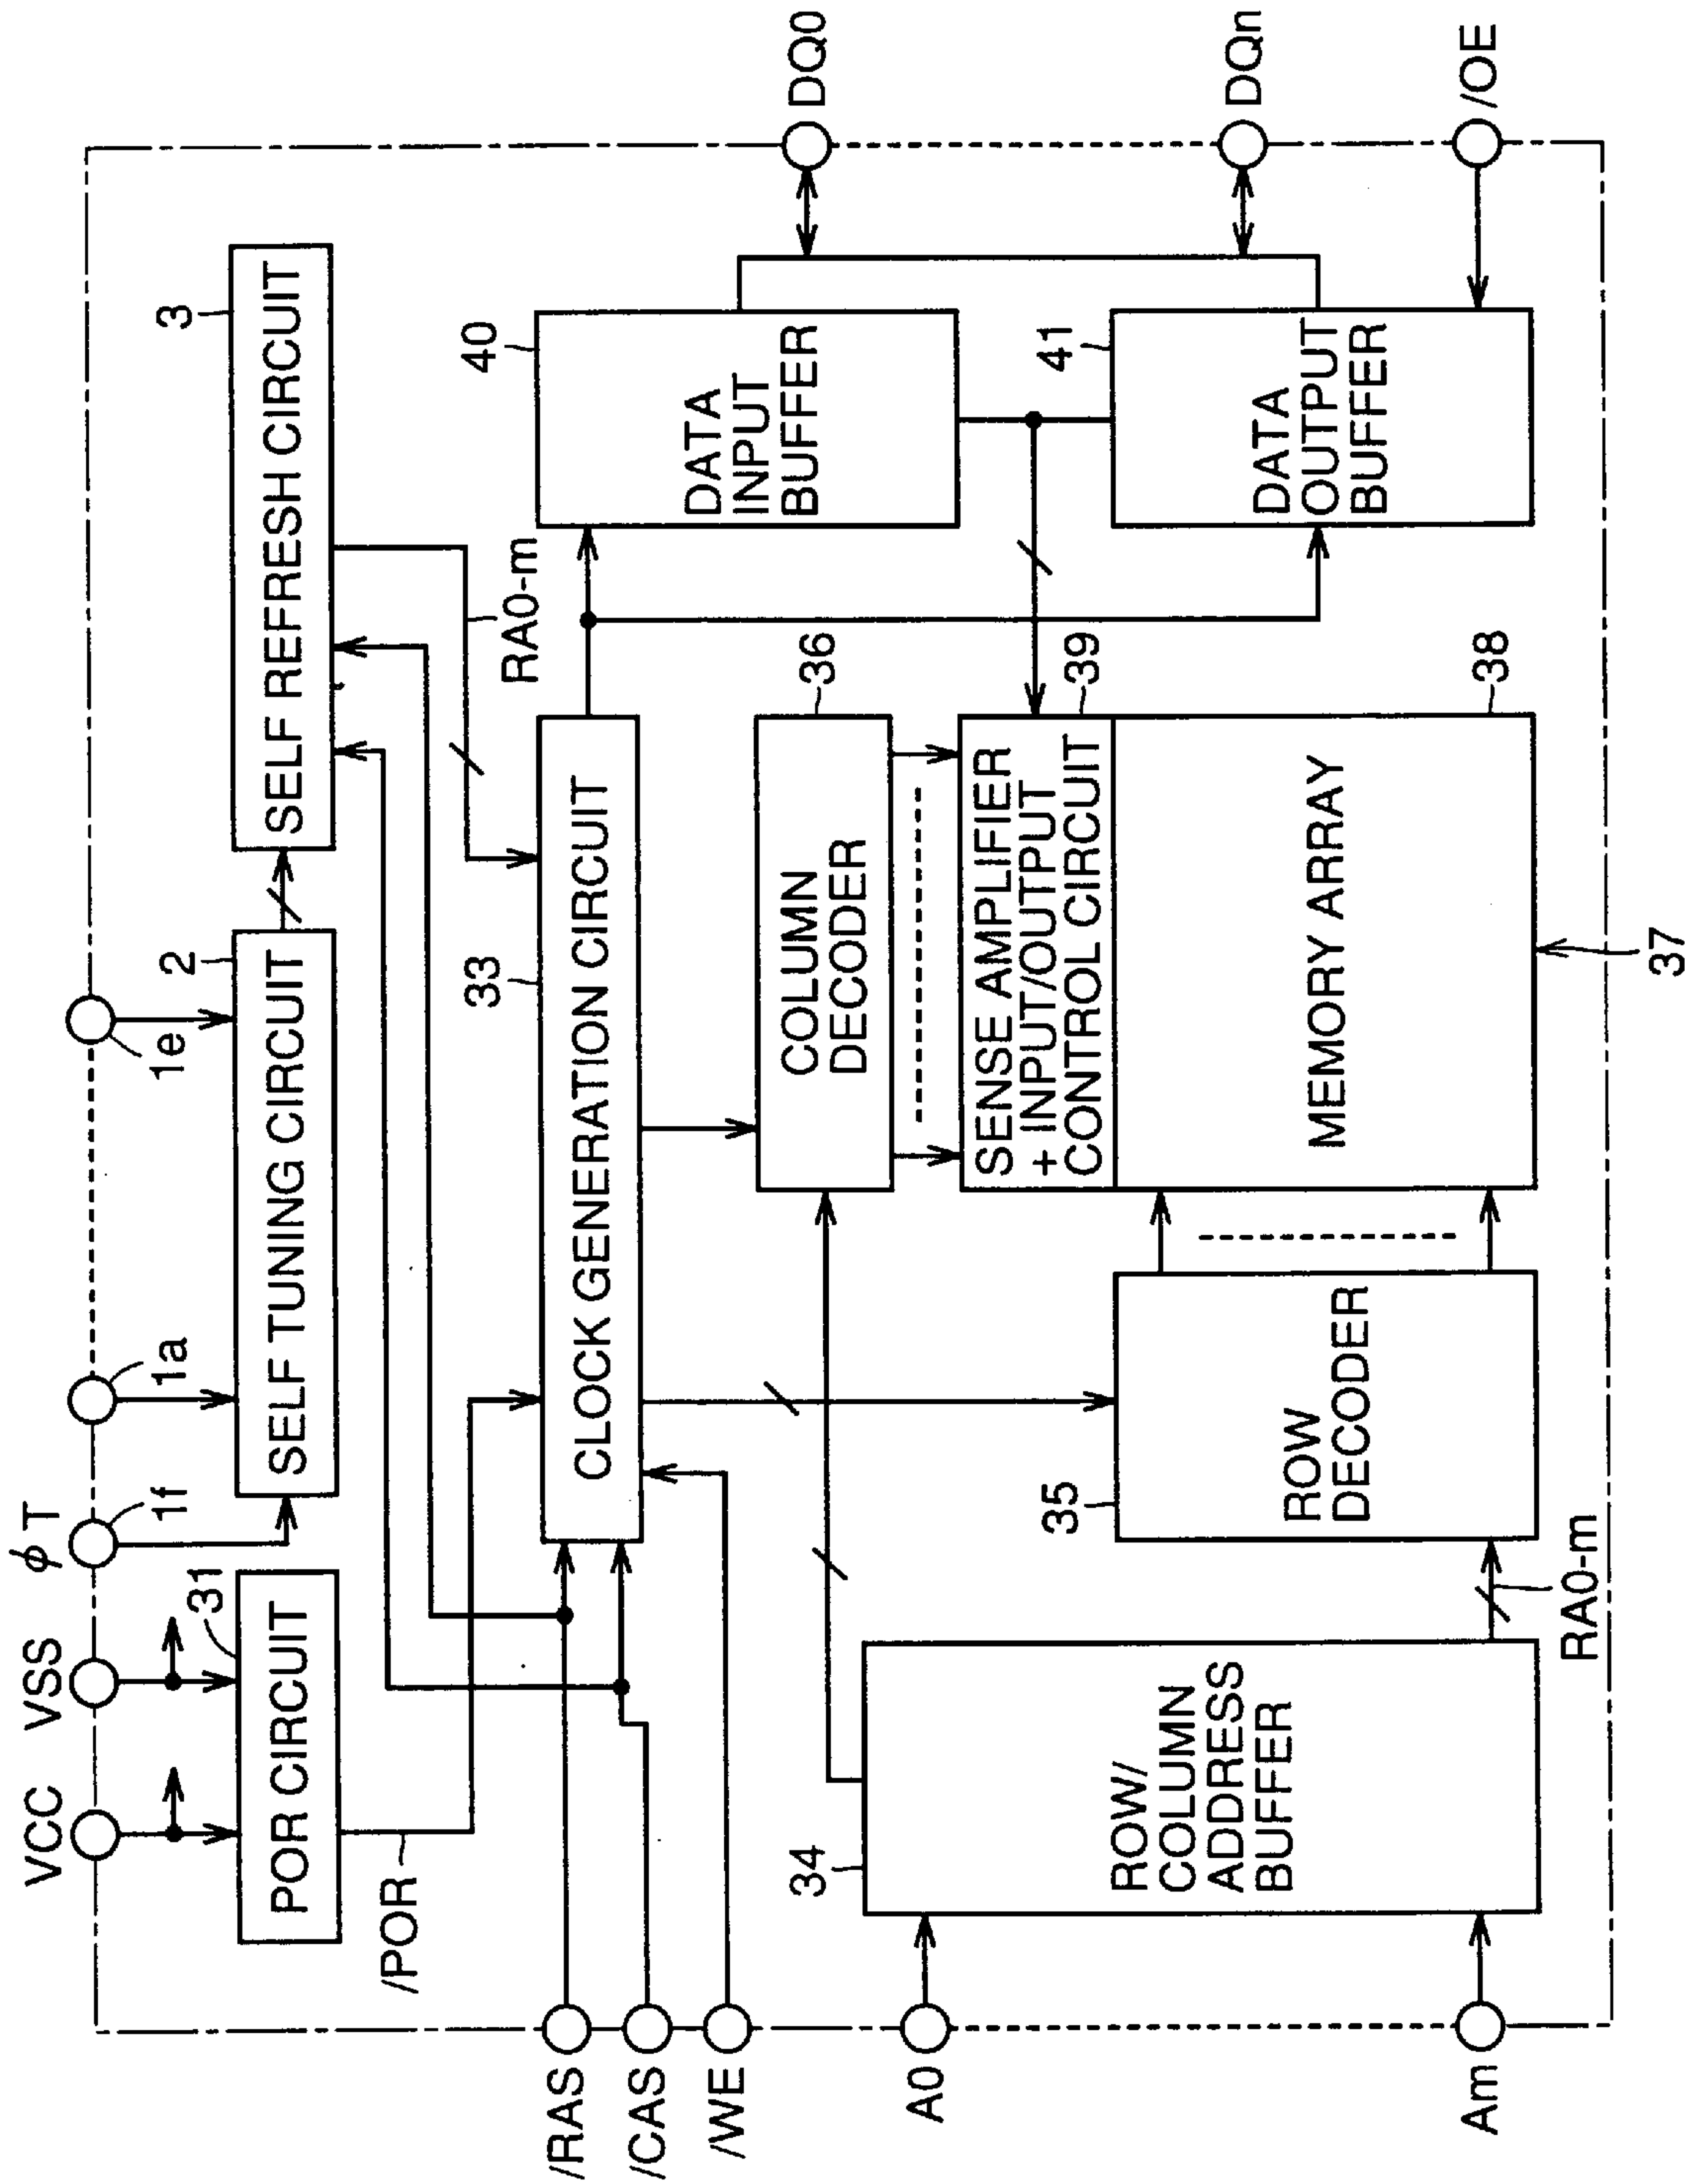 VCC
VSS
φT
1f
1a
1e
2
3
31
POR CIRCUIT
SELF TUNING CIRCUIT
SELF REFRESH CIRCUIT
/POR
RA0-m
33
CLOCK GENERATION CIRCUIT
/RAS
/CAS
/WE
40
DATA
INPUT
BUFFER
DQ0
36
COLUMN
DECODER
34
ROW/
COLUMN
ADDRESS
BUFFER
A0
Am
35
ROW
DECODER
RA0-m
SENSE AMPLIFIER
+ INPUT/OUTPUT
CONTROL CIRCUIT
39
MEMORY ARRAY
38
37
41
DATA
OUTPUT
BUFFER
DQn
/OE